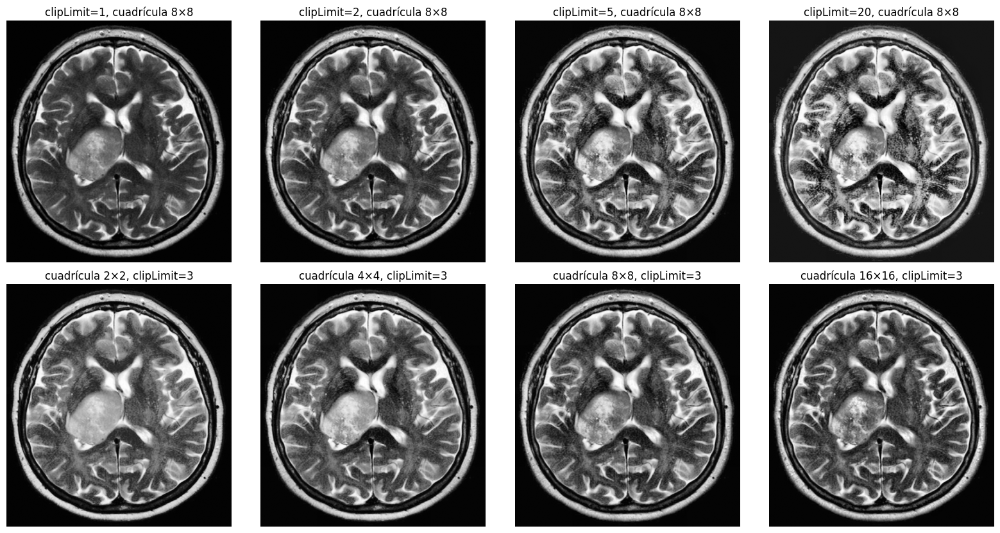 clipLimit=1, cuadrícula 8×8
clipLimit=2, cuadrícula 8×8
clipLimit=5, cuadrícula 8×8
clipLimit=20, cuadrícula 8×8
cuadrícula 2×2, clipLimit=3
cuadrícula 4×4, clipLimit=3
cuadrícula 8×8, clipLimit=3
cuadrícula 16×16, clipLimit=3